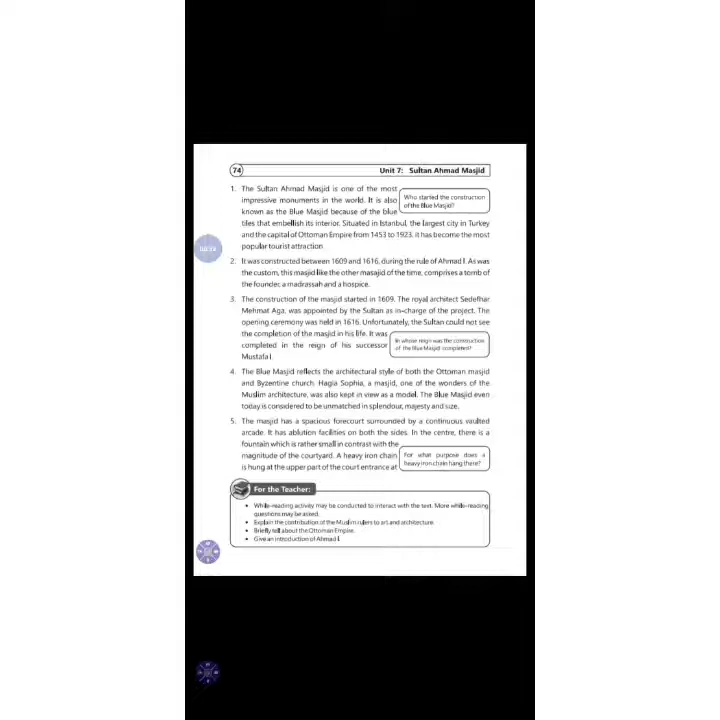 74
Unit 7: Sultan Ahmad Masjid
1. The Sultan Ahmad Masjid is one of the most
impressive monuments in the world. It is also
known as the Blue Masjid because of the blue
Who started the construction
of the Blue Masjid?
tiles that embellish its interior. Situated in Istanbul, the largest city in Turkey
and the capital of Ottoman Empire from 1453 to 1923, it has become the most
popular tourist attraction
2. It was constructed between 1609 and 1616, during the rule of Ahmad I. As was
the custom, this masjid like the other masajid of the time, comprises a tomb of
the founder, a madrassah and a hospice.
3. The construction of the masjid started in 1609. The royal architect Sedefhar
Mehmat Aga, was appointed by the Sultan as in-charge of the project. The
opening ceremony was held in 1616. Unfortunately, the Sultan could not see
the completion of the masjid in his life. It was
completed in the reign of his successor
Mustafa I.
In whose reign was the construction
of the Blue Masjid completed?
4. The Blue Masjid reflects the architectural style of both the Ottoman masjid
and Byzentine church. Hagia Sophia, a masjid, one of the wonders of the
Muslim architecture, was also kept in view as a model. The Blue Masjid even
today is considered to be unmatched in splendour, majesty and size.
5. The masjid has a spacious forecourt surrounded by a continuous vaulted
arcade. It has ablution facilities on both the sides. In the centre, there is a
fountain which is rather small in contrast with the
magnitude of the courtyard. A heavy iron chain
is hung at the upper part of the court entrance at
For what purpose does a
heavy iron chain hang there?
For the Teacher:
• While-reading activity may be conducted to interact with the text. More while-reading
questions may be asked.
• Explain the contribution of the Muslim rulers to art and architecture.
• Briefly tell about the Ottoman Empire.
• Give an introduction of Ahmad I.